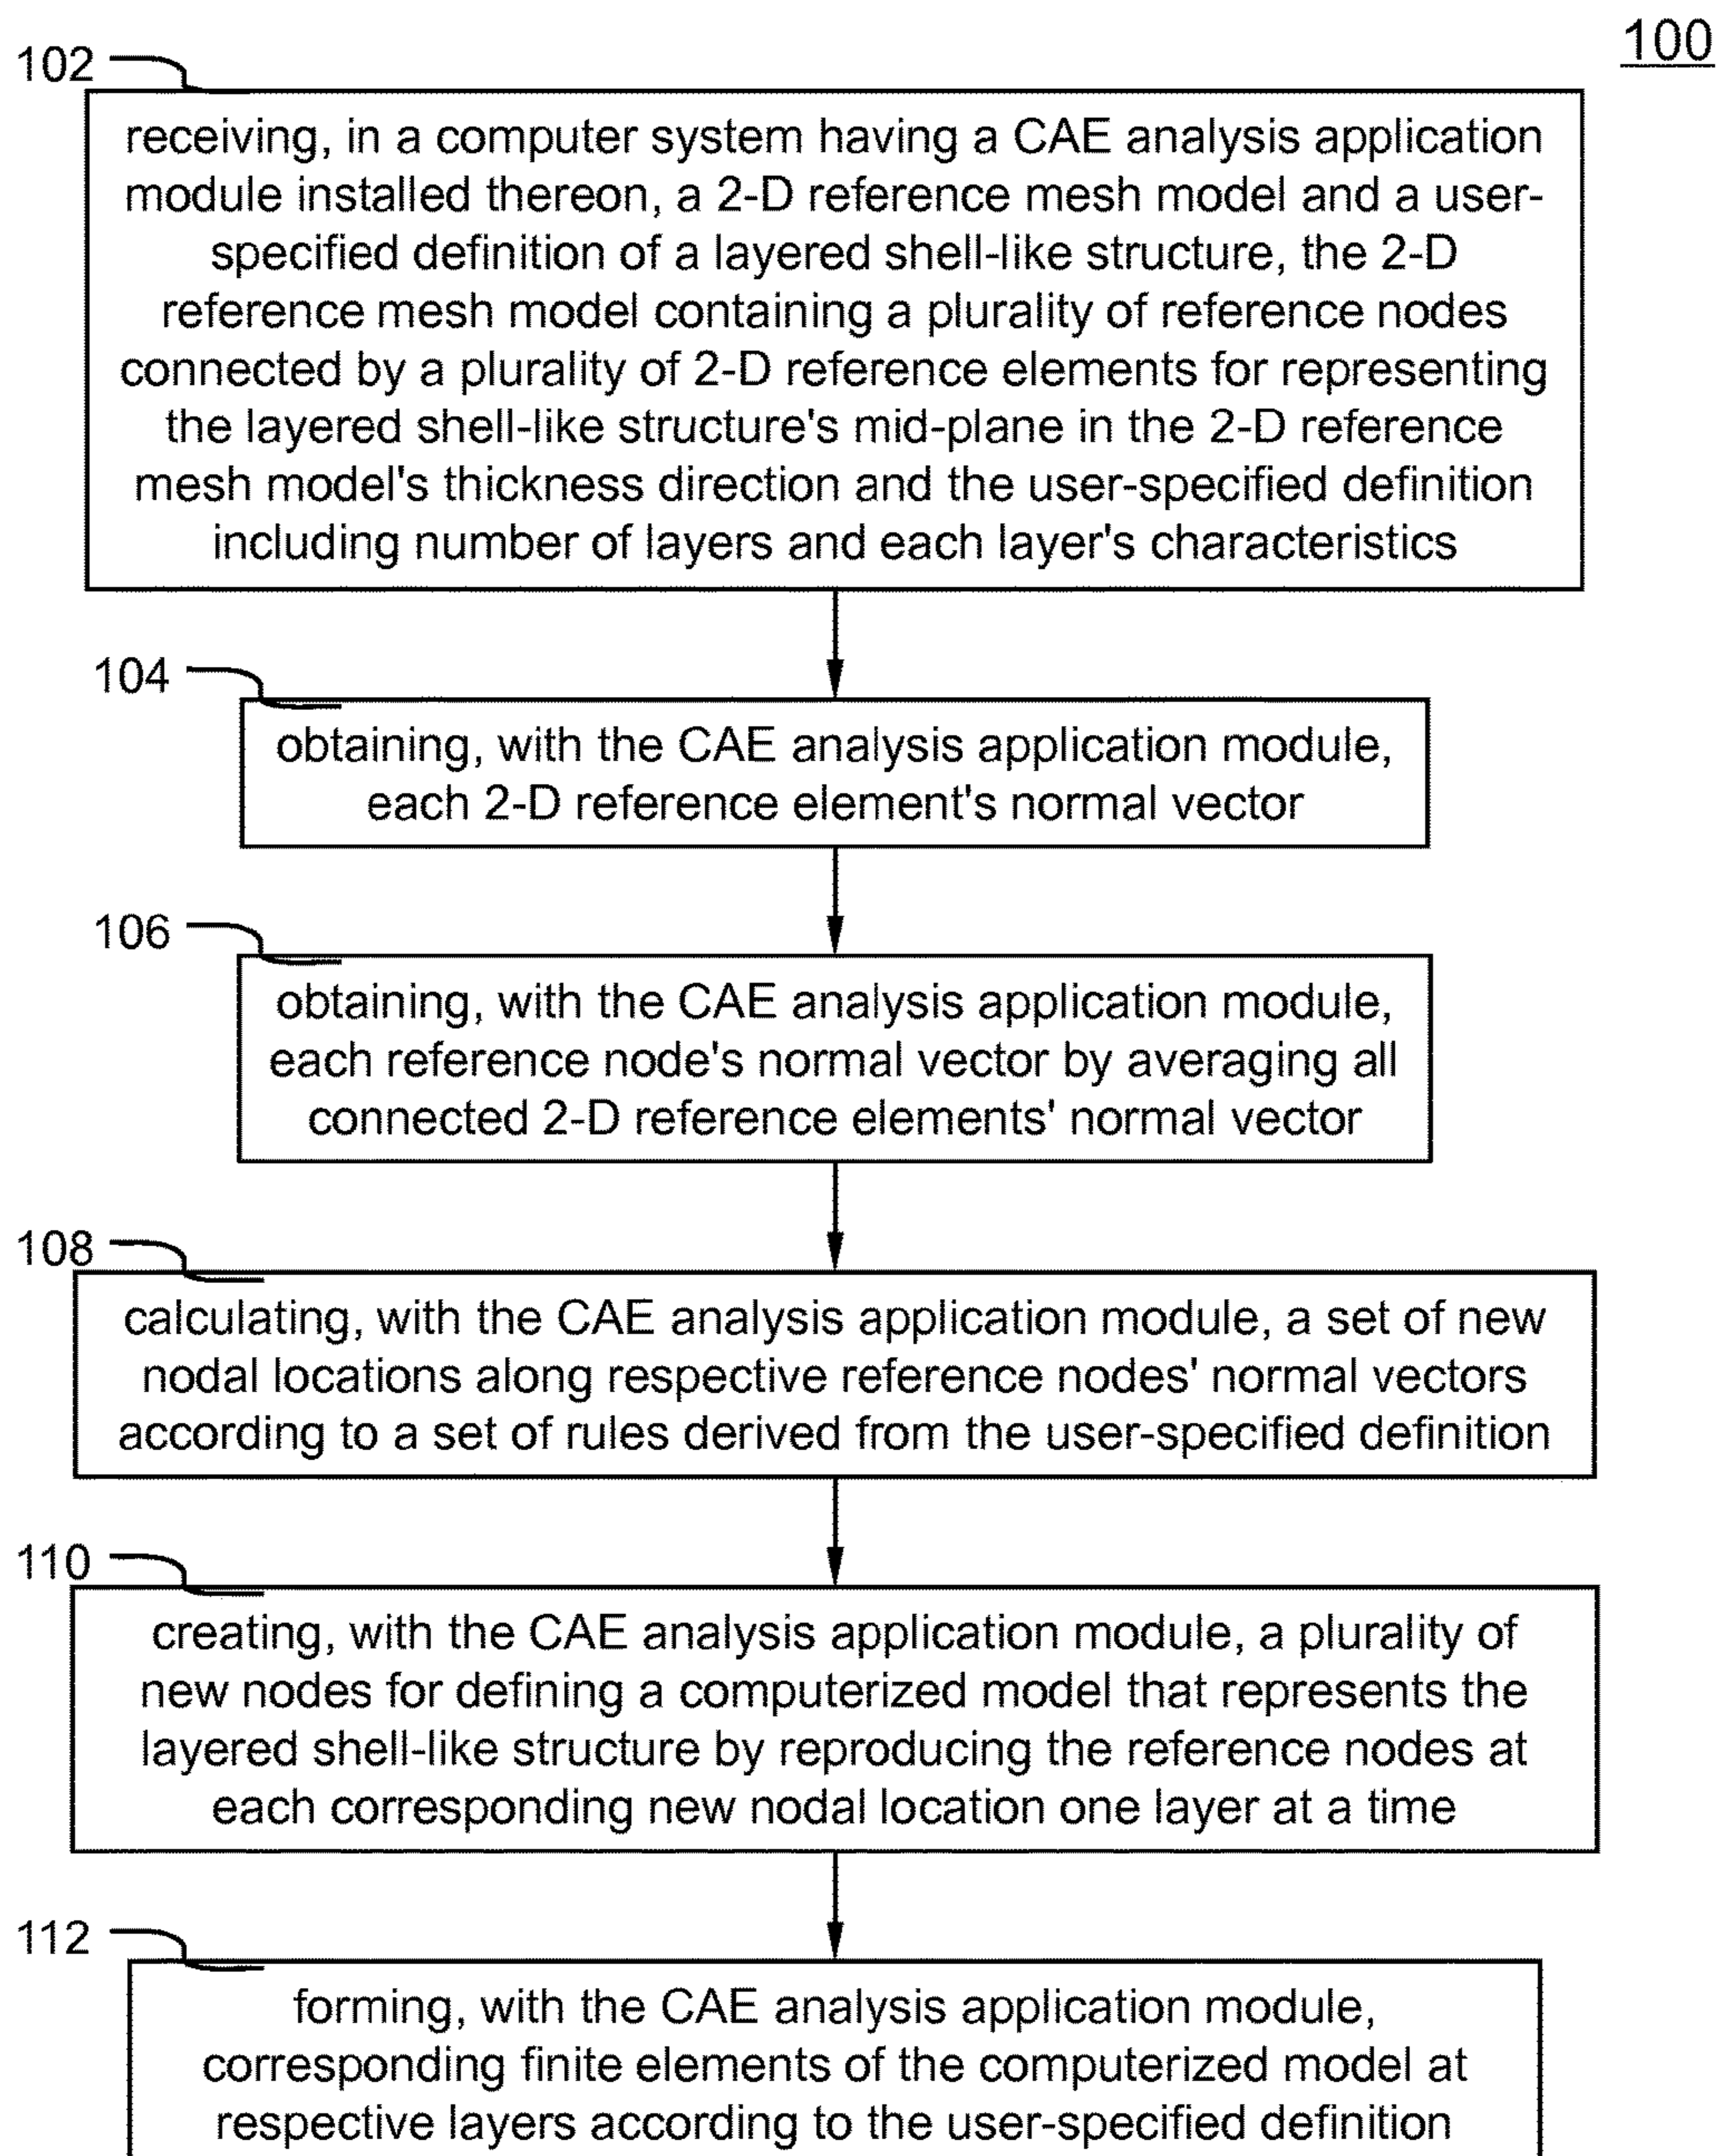 100
102
receiving, in a computer system having a CAE analysis application
module installed thereon, a 2-D reference mesh model and a user-
specified definition of a layered shell-like structure, the 2-D
reference mesh model containing a plurality of reference nodes
connected by a plurality of 2-D reference elements for representing
the layered shell-like structure's mid-plane in the 2-D reference
mesh model's thickness direction and the user-specified definition
including number of layers and each layer's characteristics
104
obtaining, with the CAE analysis application module,
each 2-D reference element's normal vector
106
obtaining, with the CAE analysis application module,
each reference node's normal vector by averaging all
connected 2-D reference elements' normal vector
108
calculating, with the CAE analysis application module, a set of new
nodal locations along respective reference nodes' normal vectors
according to a set of rules derived from the user-specified definition
110
creating, with the CAE analysis application module, a plurality of
new nodes for defining a computerized model that represents the
layered shell-like structure by reproducing the reference nodes at
each corresponding new nodal location one layer at a time
112
forming, with the CAE analysis application module,
corresponding finite elements of the computerized model at
respective layers according to the user-specified definition